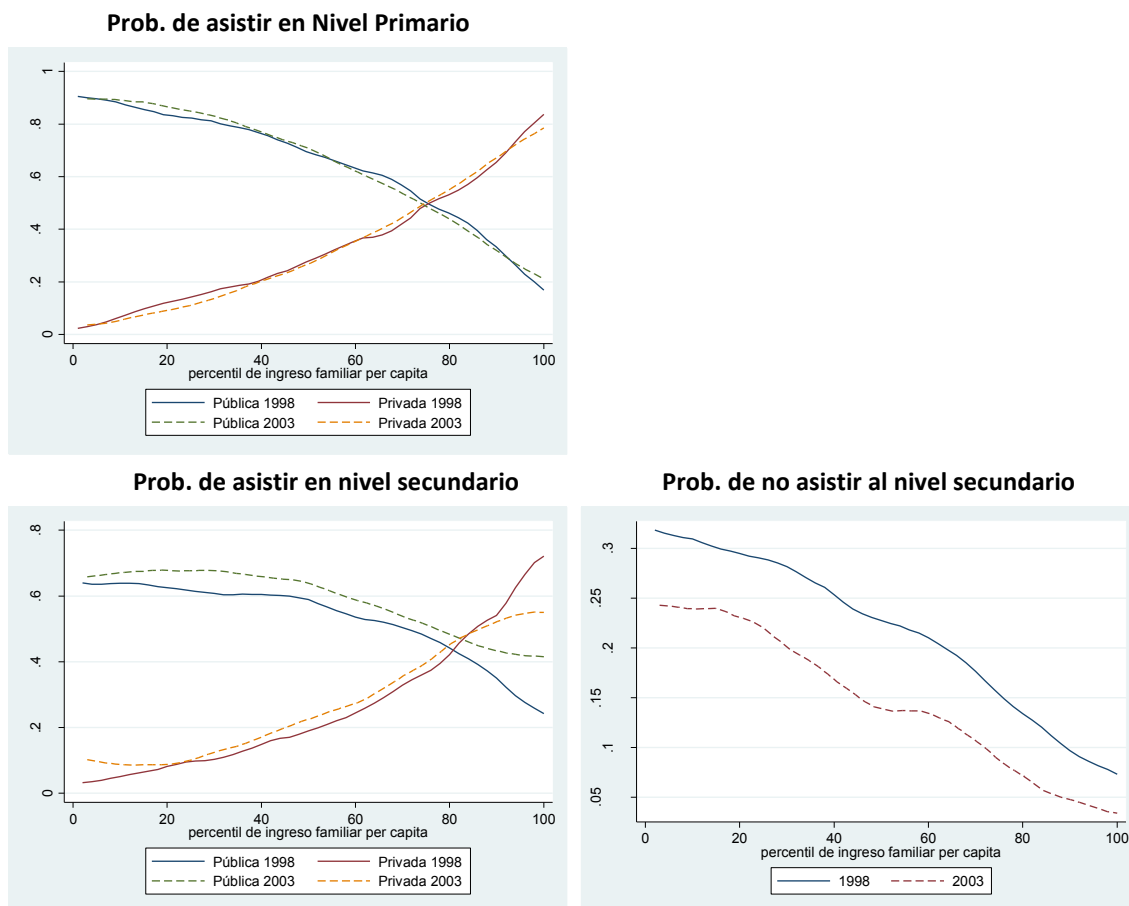 Prob. de asistir en Nivel Primario
1
.8
.6
.4
.2
0
0 20 40 60 80 100
percentil de ingreso familiar per capita
Pública 1998 Privada 1998
Pública 2003 Privada 2003
Prob. de asistir en nivel secundario
.8
.6
.4
.2
0
0 20 40 60 80 100
percentil de ingreso familiar per capita
Pública 1998 Privada 1998
Pública 2003 Privada 2003
Prob. de no asistir al nivel secundario
.3
.25
.2
.15
.1
.05
0 20 40 60 80 100
percentil de ingreso familiar per capita
1998 2003